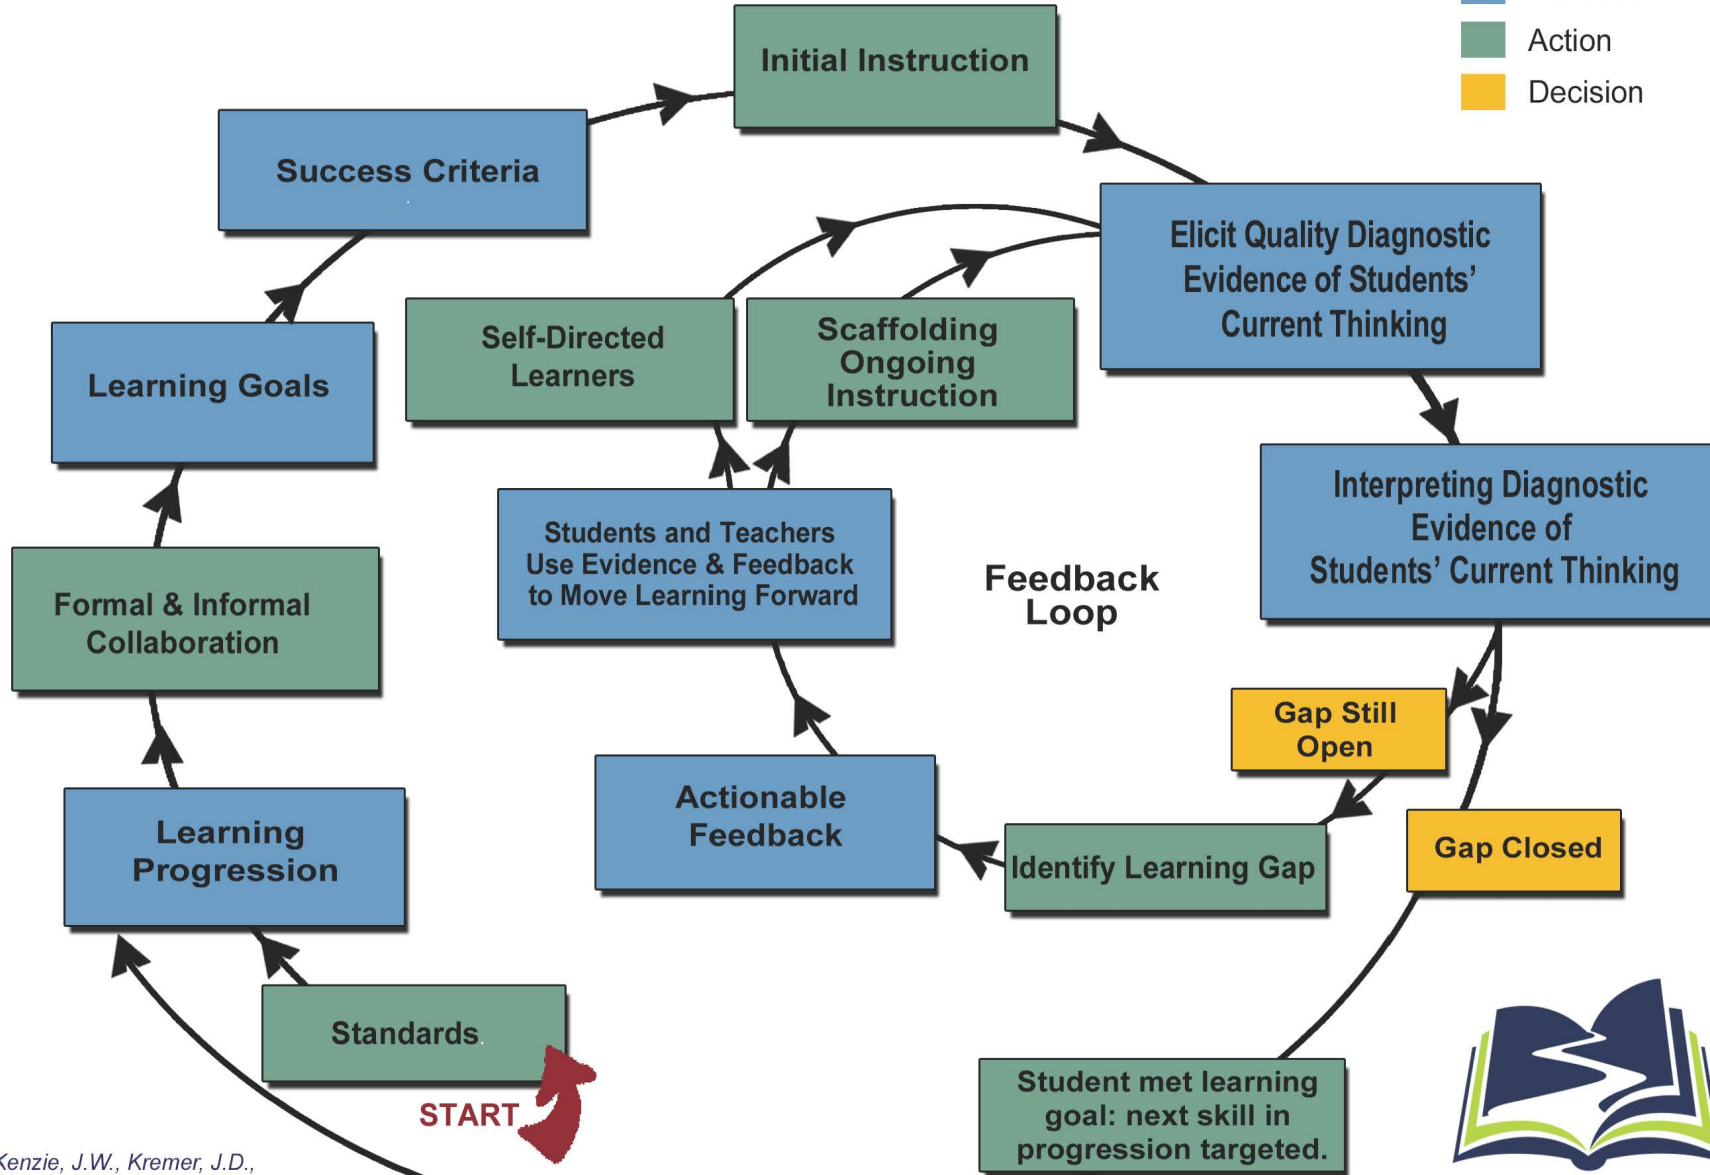 Action
Decision
Initial Instruction
Success Criteria
Elicit Quality Diagnostic
Evidence of Students'
Current Thinking
Self-Directed
Learners
Scaffolding
Ongoing
Instruction
Learning Goals
Interpreting Diagnostic
Evidence of
Students' Current Thinking
Students and Teachers
Use Evidence & Feedback
to Move Learning Forward
Feedback
Loop
Formal & Informal
Collaboration
Gap Still
Open
Actionable
Feedback
Identify Learning Gap
Gap Closed
Learning
Progression
Standards
START
Student met learning
goal: next skill in
progression targeted.
Kenzie, J.W., Kremer, J.D.,